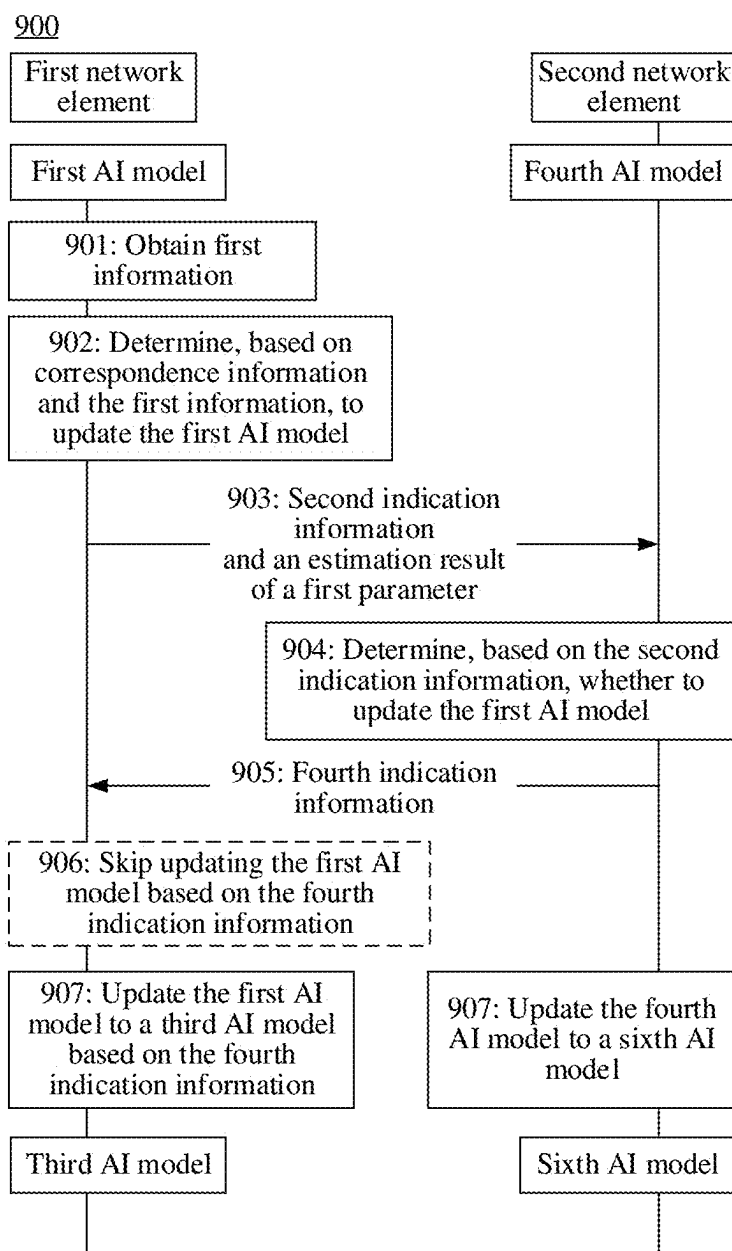 900
First network
element
Second network
element
First AI model
Fourth AI model
901: Obtain first
information
902: Determine, based on
correspondence information
and the first information, to
update the first AI model
903: Second indication
information
and an estimation result
of a first parameter
904: Determine, based on the second
indication information, whether to
update the first AI model
905: Fourth indication
information
906: Skip updating the first AI
model based on the fourth
indication information
907: Update the first AI
model to a third AI model
based on the fourth
indication information
907: Update the fourth
AI model to a sixth AI
model
Third AI model
Sixth AI model